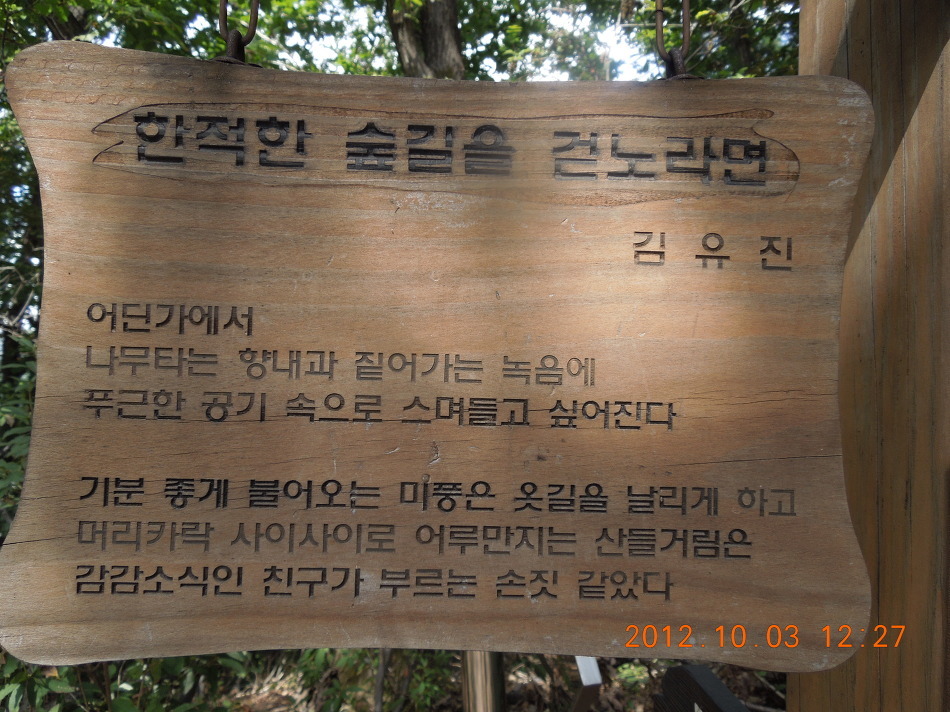 한적한 숲길을 걷노라면
김 유 진
어딘가에서
나무타는 향내과 짙어가는 녹음에
푸근한 공기 속으로 스며들고 싶어진다
기분 좋게 불어오는 미풍은 옷길을 날리게 하고
머리카락 사이사이로 어루만지는 산들거림은
감감소식인 친구가 부르는 손짓 같았다
2012.10.03 12:27